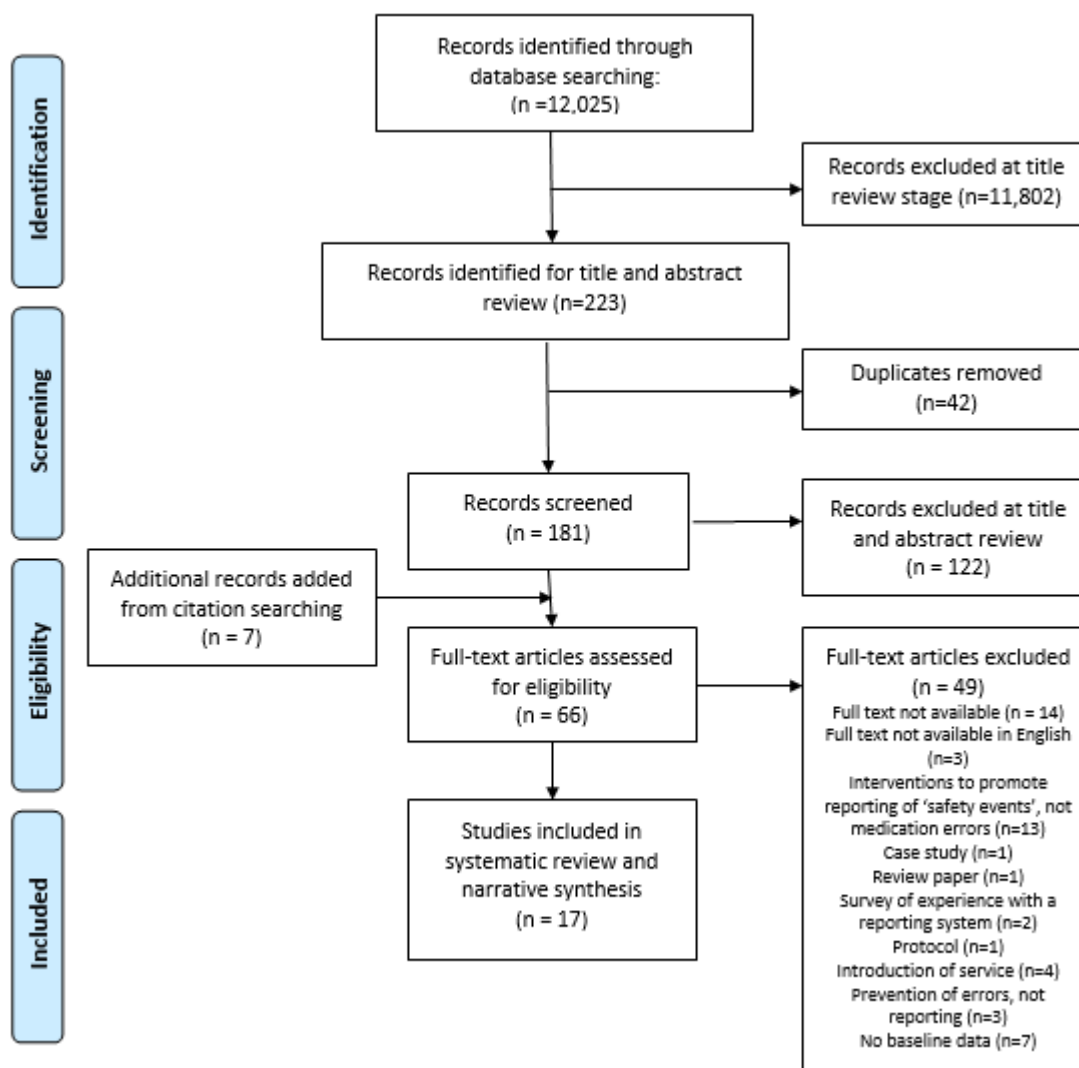 Identification
Records identified through
database searching:
(n =12,025)
Records excluded at title
review stage (n=11,802)
Records identified for title and abstract
review (n=223)
Screening
Duplicates removed
(n=42)
Records screened
(n = 181)
Records excluded at title
and abstract review
(n = 122)
Eligibility
Additional records added
from citation searching
(n = 7)
Full-text articles assessed
for eligibility
(n = 66)
Full-text articles excluded
(n = 49)
Full text not available (n = 14)
Full text not available in English
(n=3)
Interventions to promote
reporting of ‘safety events’, not
medication errors (n=13)
Case study (n=1)
Review paper (n=1)
Survey of experience with a
reporting system (n=2)
Protocol (n=1)
Introduction of service (n=4)
Prevention of errors, not
reporting (n=3)
No baseline data (n=7)
Included
Studies included in
systematic review and
narrative synthesis
(n = 17)